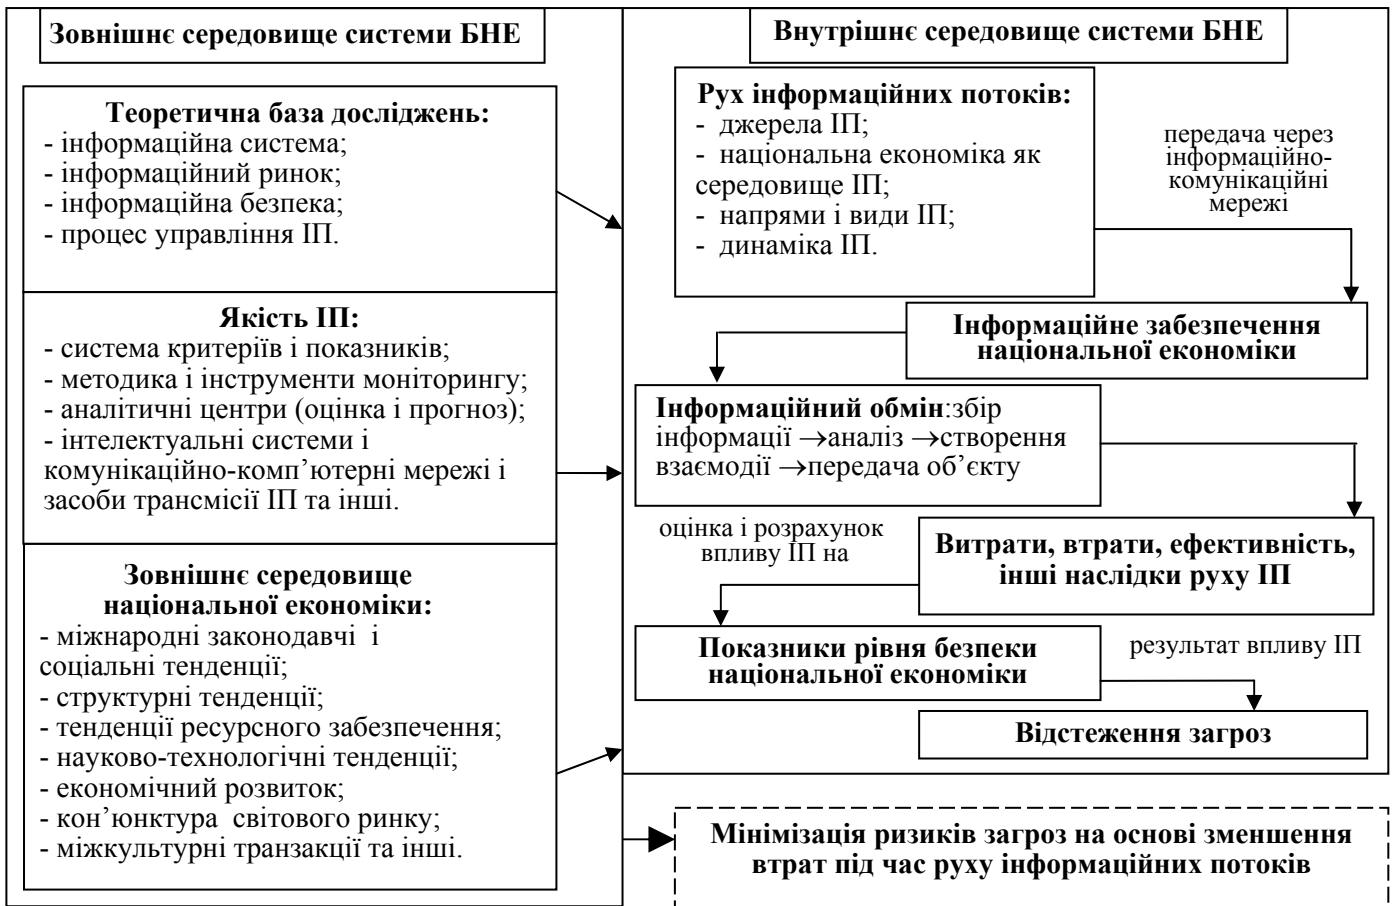 Зовнішнє середовище системи БНЕ
Теоретична база досліджень:
- інформаційна система;
- інформаційний ринок;
- інформаційна безпека;
- процес управління ІП.
Якість ІП:
- система критеріїв і показників;
- методика і інструменти моніторингу;
- аналітичні центри (оцінка і прогноз);
- інтелектуальні системи і
комунікаційно-комп’ютерні мережі і
засоби трансмісії ІП та інші.
Зовнішнє середовище
національної економіки:
- міжнародні законодавчі і
соціальні тенденції;
- структурні тенденції;
- тенденції ресурсного забезпечення;
- науково-технологічні тенденції;
- економічний розвиток;
- кон’юнктура світового ринку;
- міжкультурні транзакції та інші.
Внутрішнє середовище системи БНЕ
Рух інформаційних потоків:
- джерела ІП;
- національна економіка як
середовище ІП;
- напрями і види ІП;
- динаміка ІП.
передача через
інформаційно-
комунікаційні
мережі
Інформаційне забезпечення
національної економіки
Інформаційний обмін:збір
інформації →аналіз →створення
взаємодії →передача об’єкту
оцінка і розрахунок
впливу ІП на
Витрати, втрати, ефективність,
інші наслідки руху ІП
Показники рівня безпеки
національної економіки
результат впливу ІП
Відстеження загроз
Мінімізація ризиків загроз на основі зменшення
втрат під час руху інформаційних потоків